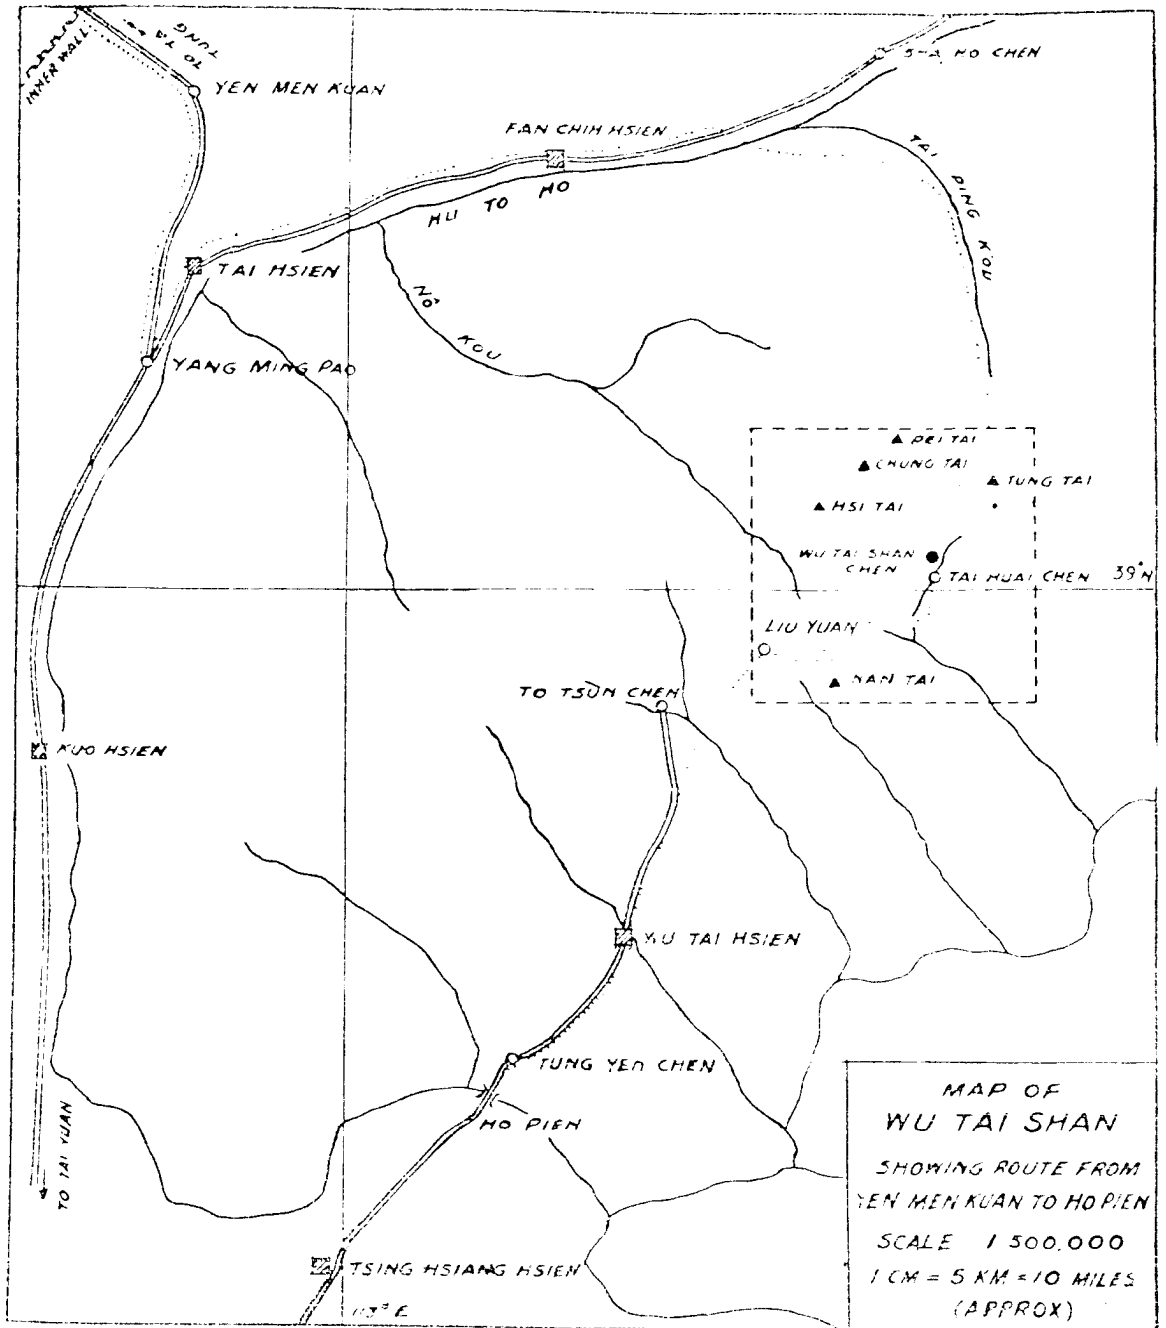 INNER WALL
TO TA TUNG
YEN MEN KUAN
S-A HO CHEN
FAN CHIH HSIEN
HU TO HO
TAI PING KOU
TAI HSIEN
KOU
YANG MING PAO
PEI TAI
CHUNG TAI
TUNG TAI
HSI TAI
WU TAI SHAN
CHEN
TAI HUAI CHEN
39°N
LIU YUAN
NAN TAI
TO TSUN CHEN
KUO HSIEN
WU TAI HSIEN
TUNG YEH CHEN
HO PIEN
TO TAI YUAN
TSING HSIANG HSIEN
113° E
MAP OF
WU TAI SHAN
SHOWING ROUTE FROM
YEN MEN KUAN TO HO PIEN
SCALE 1 500,000
1 CM = 5 KM = 10 MILES
(APPROX)